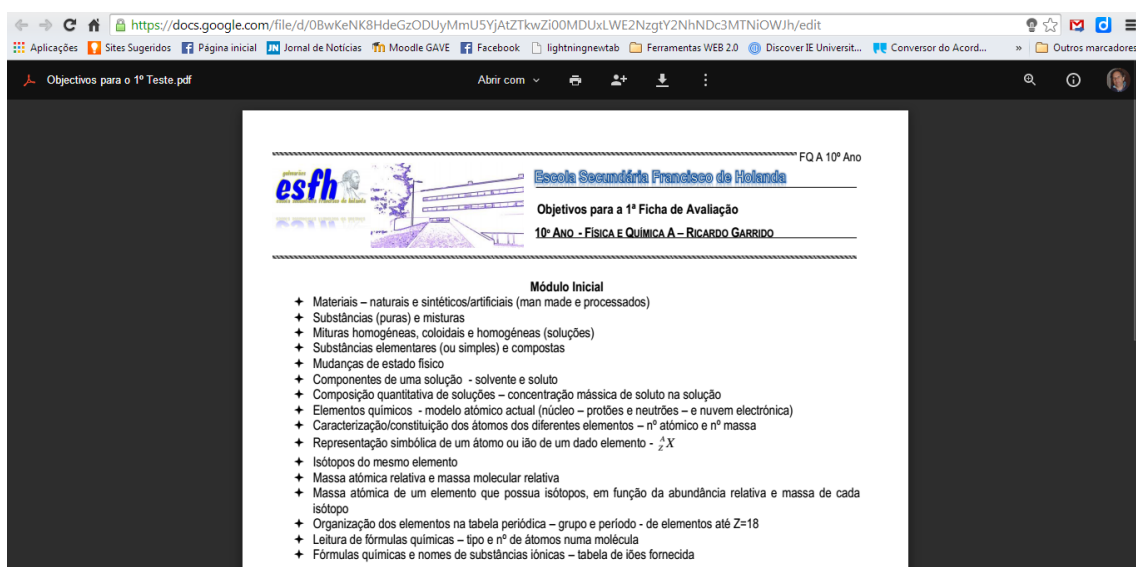 https://docs.google.com/file/d/0BwKeNK8HdeGzODUyMmU5YjAtZTkwZi00MDUxLWE2NzgtY2NhNDc3MTNiOWJh/edit
Aplicações Sites Sugeridos Página inicial JN Jornal de Notícias Moodle GAVE Facebook lightningnewtab Ferramentas WEB 2.0 Discover IE Universit... Conversor do Acord... » Outros marcadores
Objectivos para o 1º Teste.pdf Abrir com
FQ A 10º Ano
esfh
Escola Secundária Francisco de Holanda
Objetivos para a 1ª Ficha de Avaliação
10º ANO - FÍSICA E QUÍMICA A – RICARDO GARRIDO
Módulo Inicial
Materiais – naturais e sintéticos/artificiais (man made e processados)
Substâncias (puras) e misturas
Mituras homogéneas, coloidais e homogéneas (soluções)
Substâncias elementares (ou simples) e compostas
Mudanças de estado físico
Componentes de uma solução - solvente e soluto
Composição quantitativa de soluções – concentração mássica de soluto na solução
Elementos químicos - modelo atómico actual (núcleo – protões e neutrões – e nuvem electrónica)
Caracterização/constituição dos átomos dos diferentes elementos – nº atómico e nº massa
Representação simbólica de um átomo ou ião de um dado elemento - ᴬ_Z X
Isótopos do mesmo elemento
Massa atómica relativa e massa molecular relativa
Massa atómica de um elemento que possua isótopos, em função da abundância relativa e massa de cada
isótopo
Organização dos elementos na tabela periódica – grupo e período - de elementos até Z=18
Leitura de fórmulas químicas – tipo e nº de átomos numa molécula
Fórmulas químicas e nomes de substâncias iónicas – tabela de iões fornecida